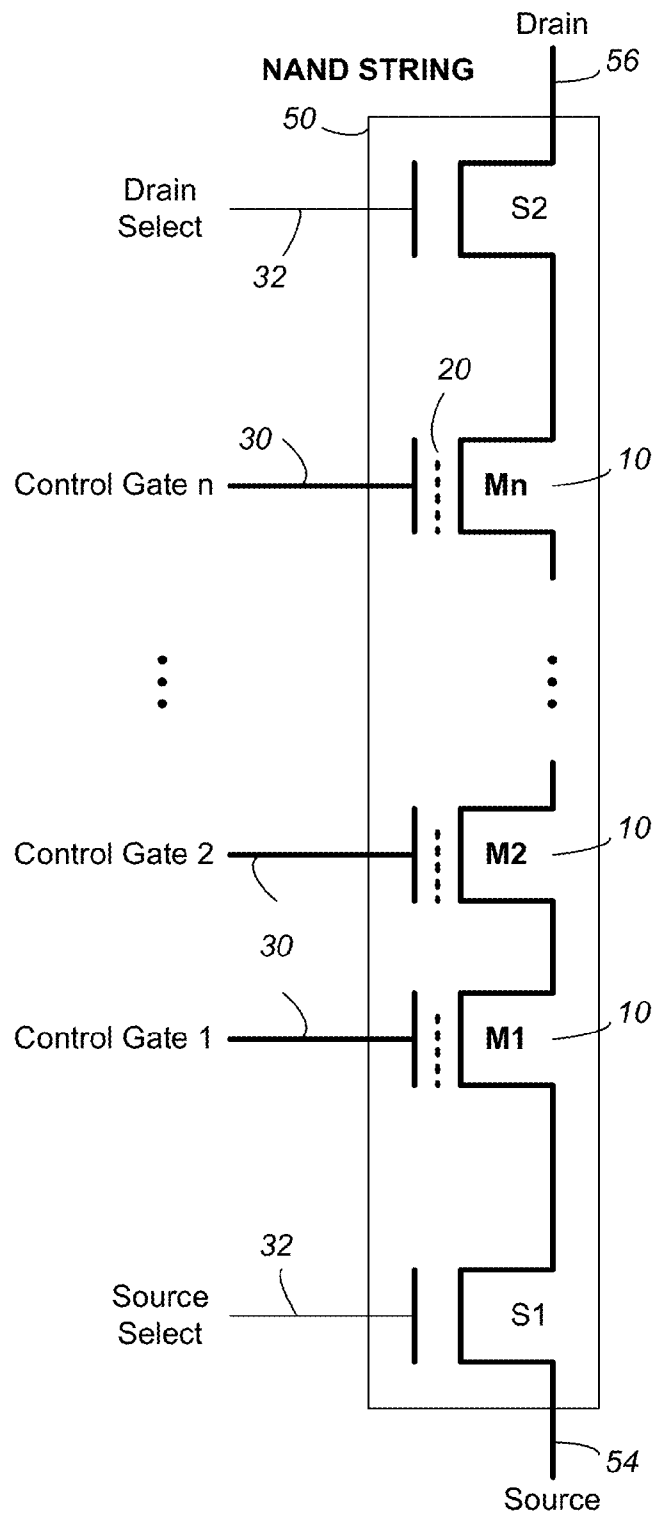 Drain
56
NAND STRING
50
Drain
Select
S2
32
20
30
Control Gate n
Mn
10
Control Gate 2
M2
10
30
Control Gate 1
M1
10
32
Source
Select
S1
54
Source